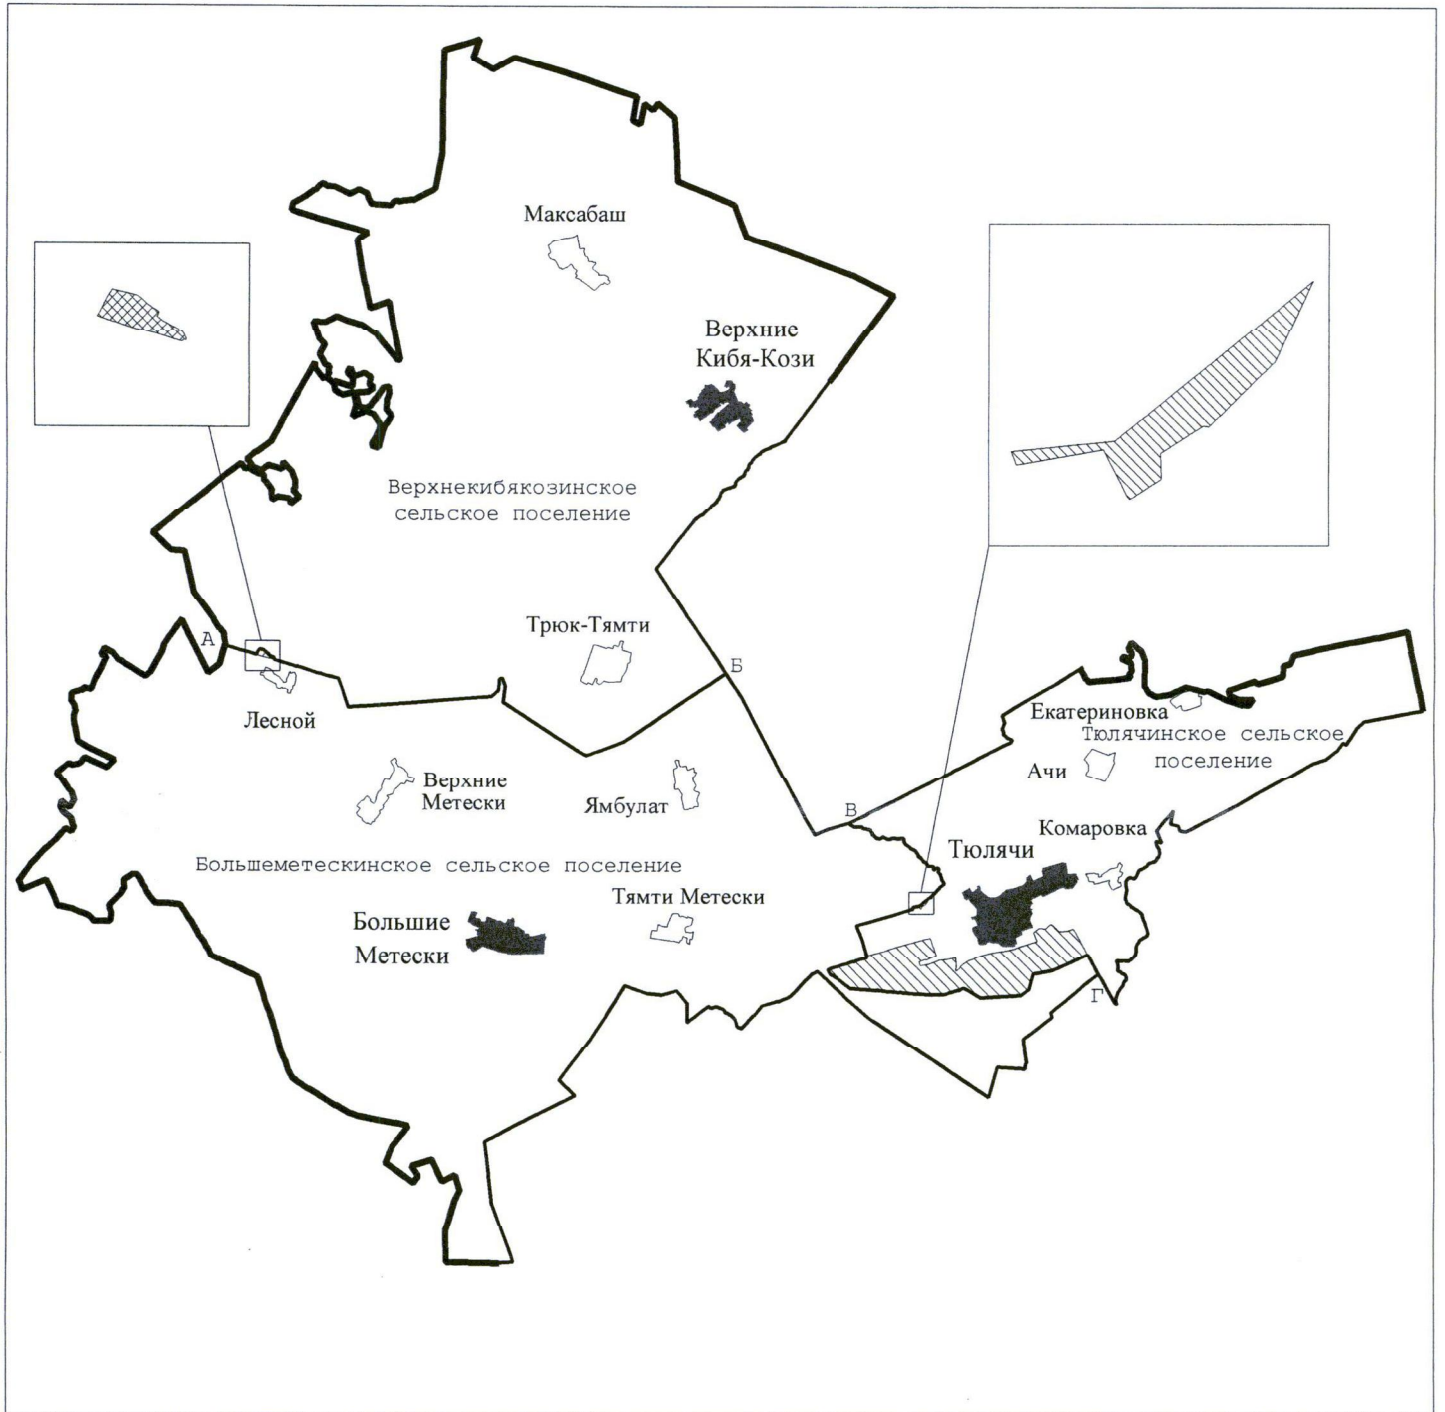 Максабаш
Верхние
Кибя-Кози
Верхнекибякозинское
сельское поселение
Трюк-Тямти
А
Б
Лесной
Екатериновка
Тюлячинское сельское
поселение
Ачи
Верхние
Метески
Ямбулат
В
Комаровка
Тюлячи
Большеметескинское сельское поселение
Тямти Метески
Большие
Метески
Г